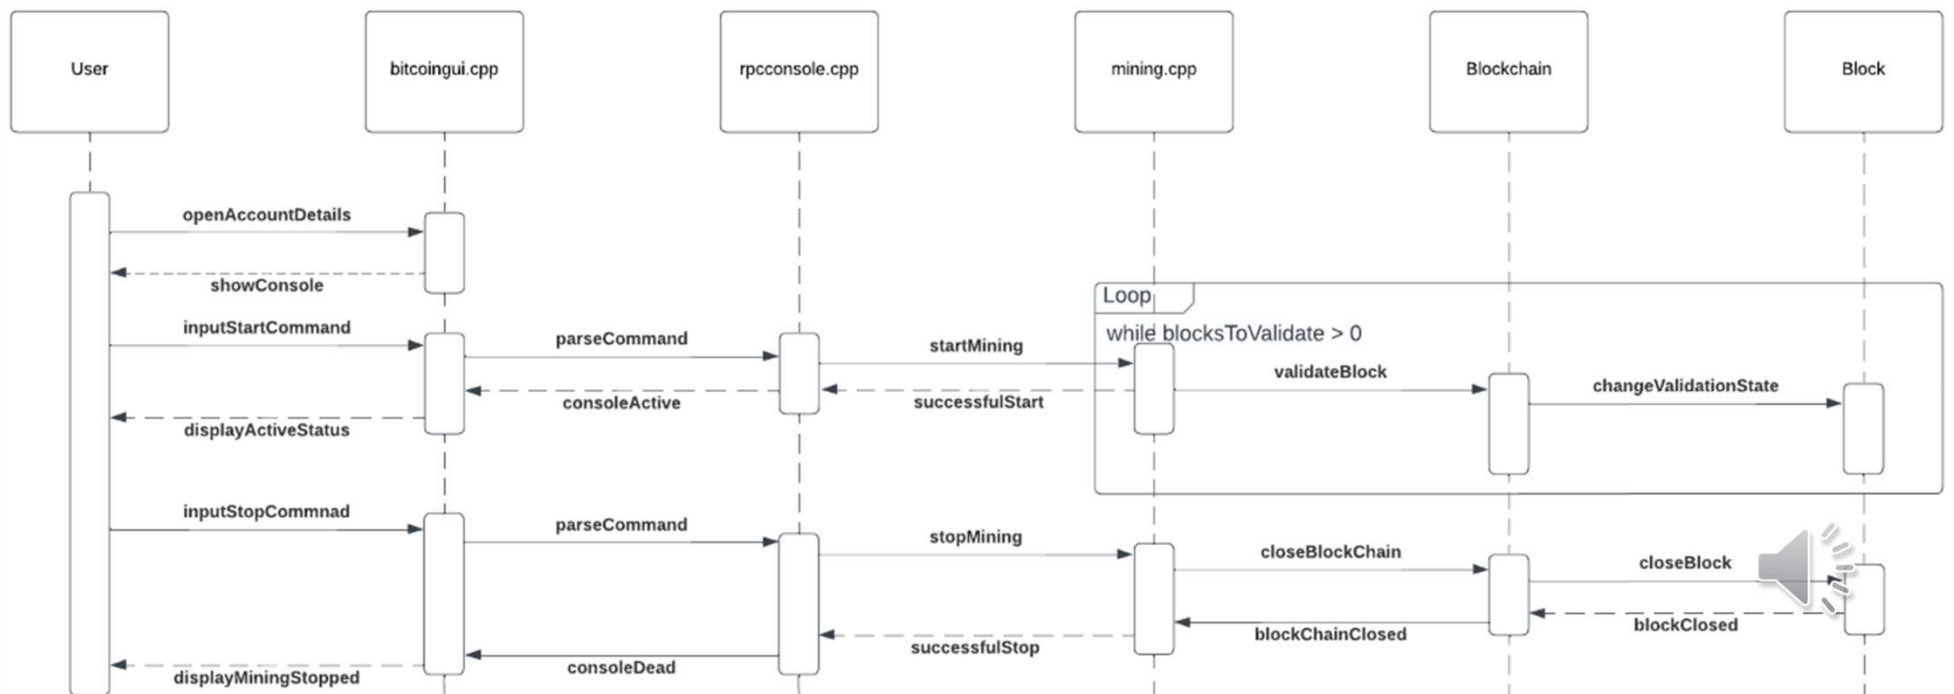 User
bitcoingui.cpp
rpcconsole.cpp
mining.cpp
Blockchain
Block
openAccountDetails
showConsole
Loop
while blocksToValidate > 0
inputStartCommand
parseCommand
startMining
validateBlock
changeValidationState
consoleActive
successfulStart
displayActiveStatus
inputStopCommnad
parseCommand
stopMining
closeBlockChain
closeBlock
blockClosed
blockChainClosed
successfulStop
consoleDead
displayMiningStopped